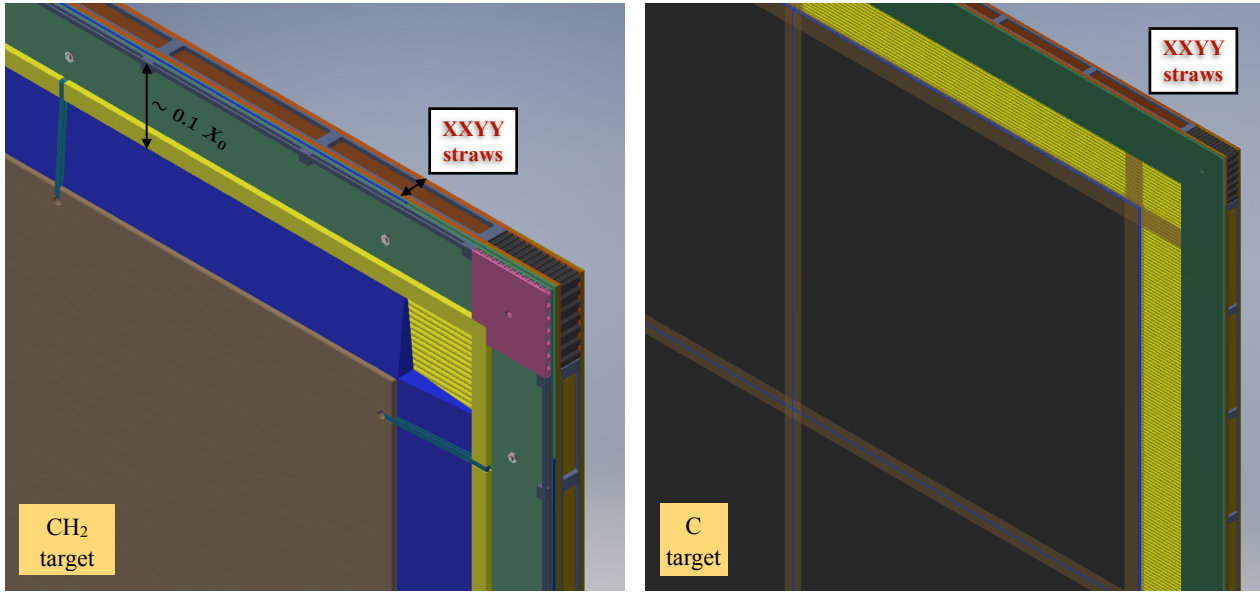 XXYY
straws
~ 0.1 X₀
CH₂
target
XXYY
straws
C
target